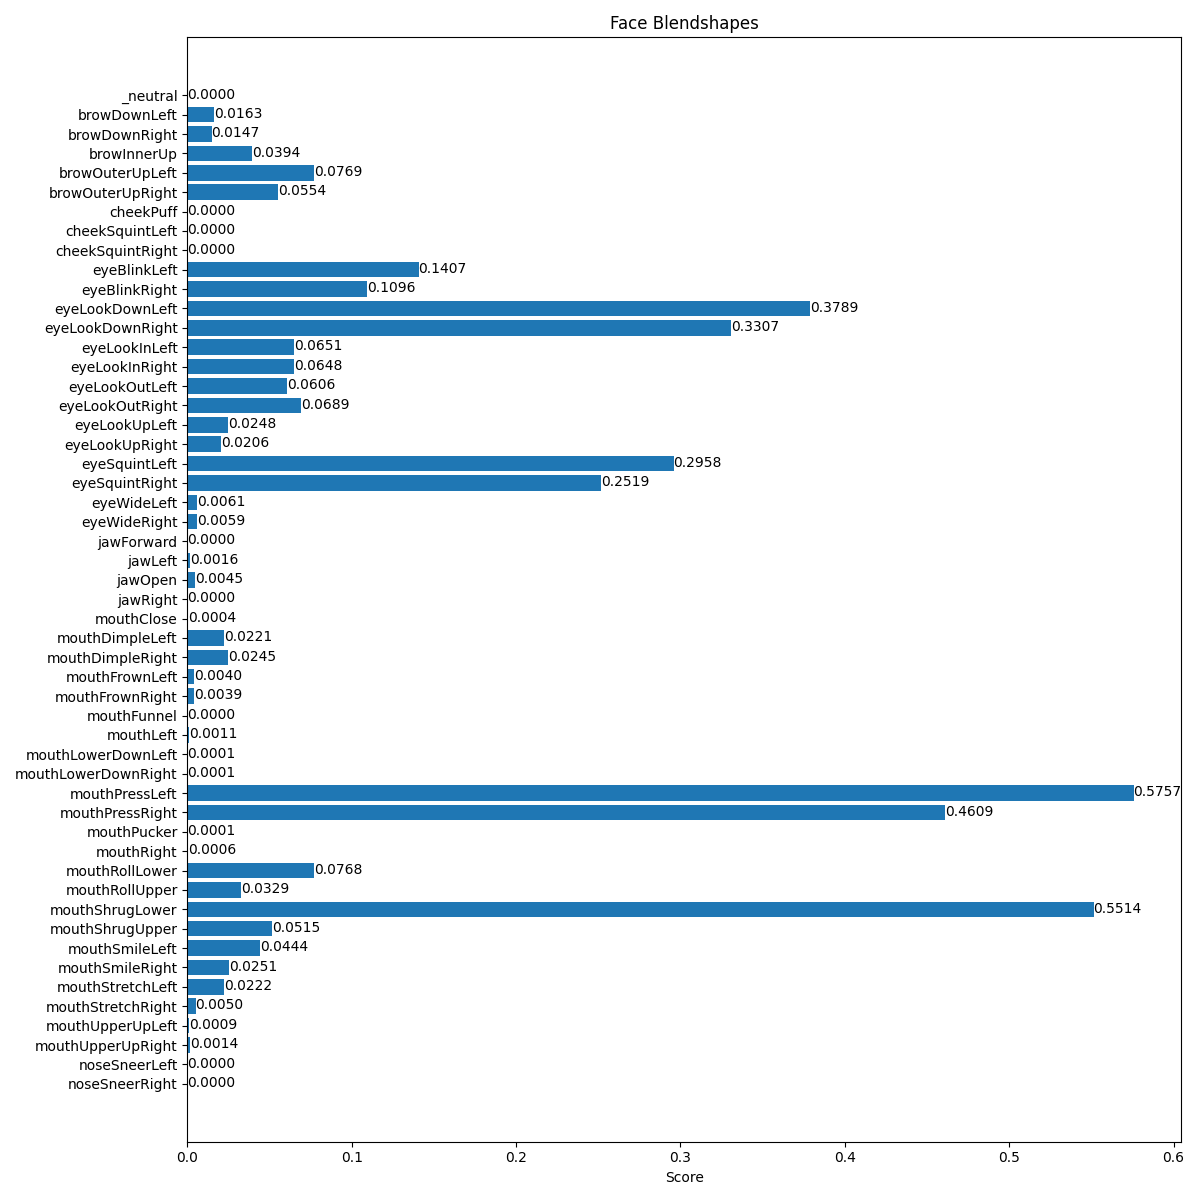 Face Blendshapes
_neutral 0.0000
browDownLeft 0.0163
browDownRight 0.0147
browInnerUp 0.0394
browOuterUpLeft 0.0769
browOuterUpRight 0.0554
cheekPuff 0.0000
cheekSquintLeft 0.0000
cheekSquintRight 0.0000
eyeBlinkLeft 0.1407
eyeBlinkRight 0.1096
eyeLookDownLeft 0.3789
eyeLookDownRight 0.3307
eyeLookInLeft 0.0651
eyeLookInRight 0.0648
eyeLookOutLeft 0.0606
eyeLookOutRight 0.0689
eyeLookUpLeft 0.0248
eyeLookUpRight 0.0206
eyeSquintLeft 0.2958
eyeSquintRight 0.2519
eyeWideLeft 0.0061
eyeWideRight 0.0059
jawForward 0.0000
jawLeft 0.0016
jawOpen 0.0045
jawRight 0.0000
mouthClose 0.0004
mouthDimpleLeft 0.0221
mouthDimpleRight 0.0245
mouthFrownLeft 0.0040
mouthFrownRight 0.0039
mouthFunnel 0.0000
mouthLeft 0.0011
mouthLowerDownLeft 0.0001
mouthLowerDownRight 0.0001
mouthPressLeft 0.5757
mouthPressRight 0.4609
mouthPucker 0.0001
mouthRight 0.0006
mouthRollLower 0.0768
mouthRollUpper 0.0329
mouthShrugLower 0.5514
mouthShrugUpper 0.0515
mouthSmileLeft 0.0444
mouthSmileRight 0.0251
mouthStretchLeft 0.0222
mouthStretchRight 0.0050
mouthUpperUpLeft 0.0009
mouthUpperUpRight 0.0014
noseSneerLeft 0.0000
noseSneerRight 0.0000
0.0 0.1 0.2 0.3 0.4 0.5 0.6
Score